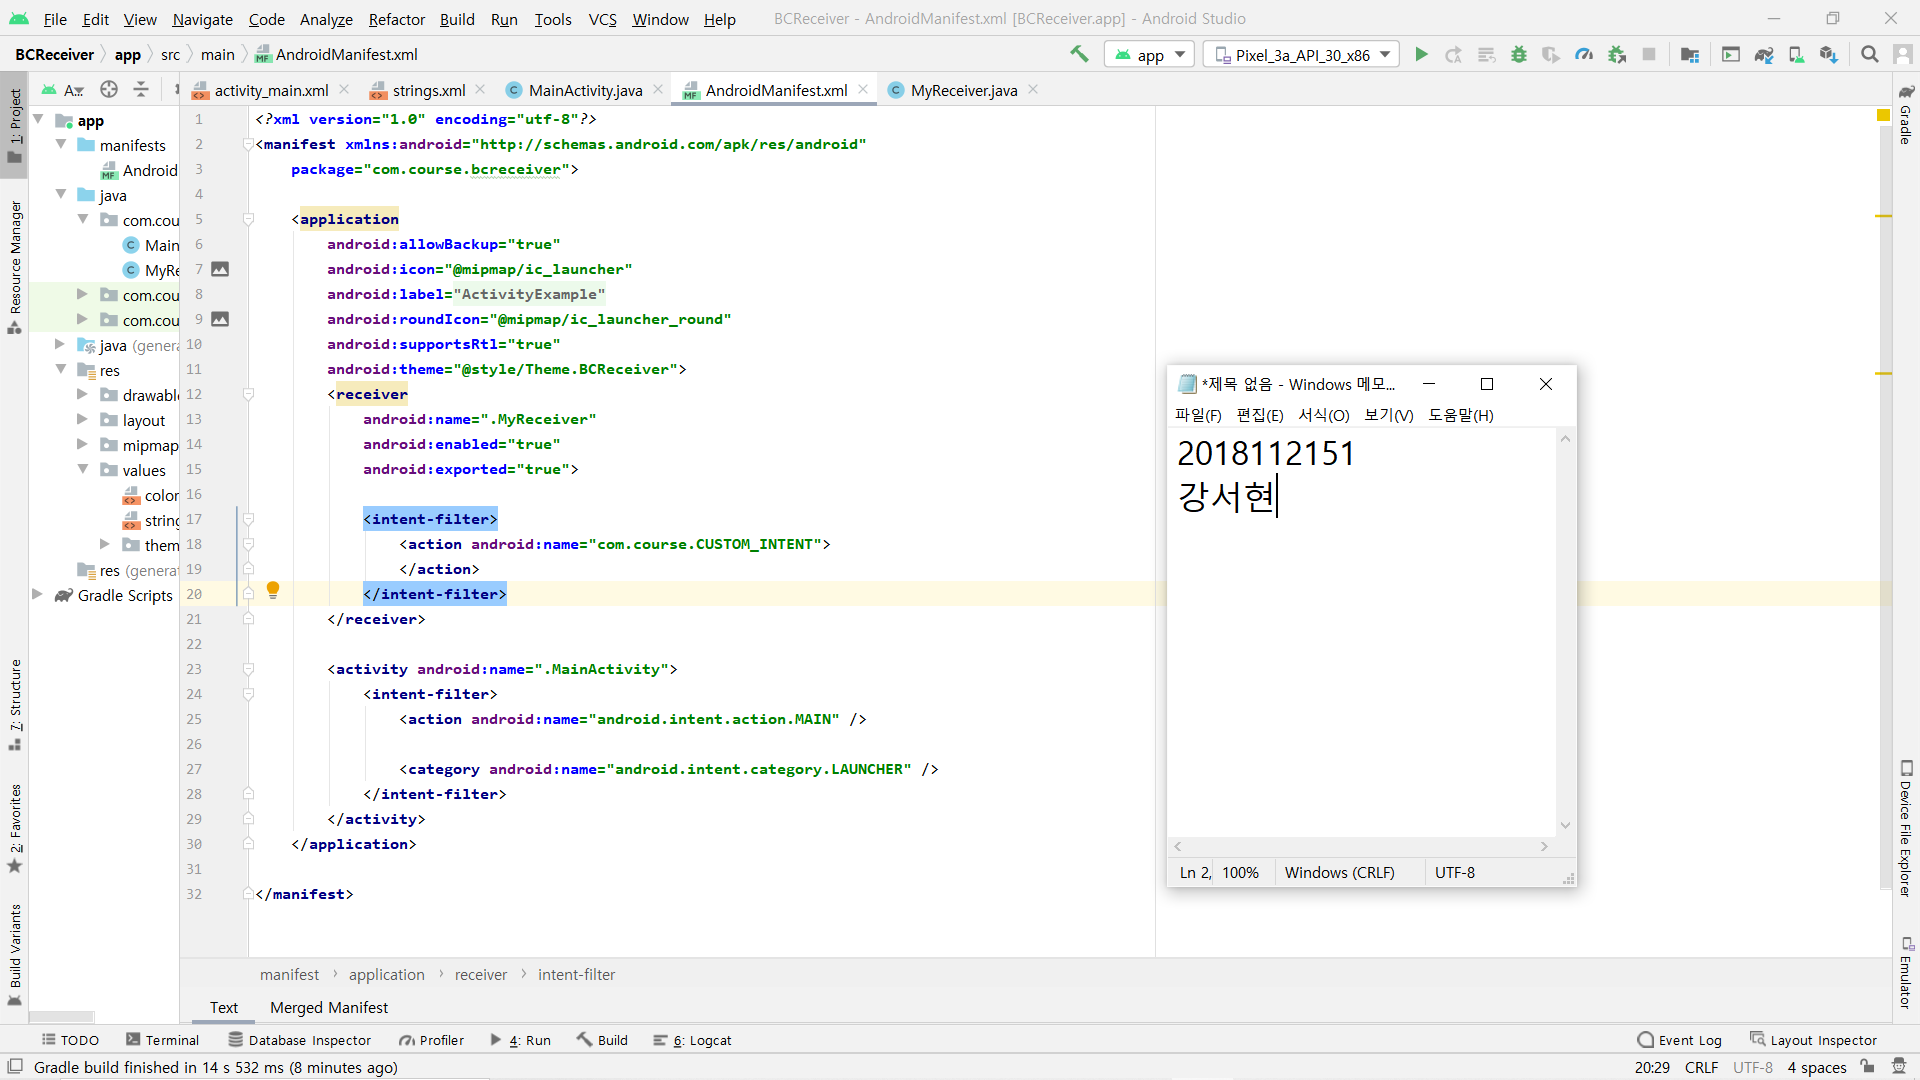 File Edit View Navigate Code Analyze Refactor Build Run Tools VCS Window Help BCReceiver - AndroidManifest.xml [BCReceiver.app] - Android Studio
BCReceiver app src main AndroidManifest.xml app Pixel_3a_API_30_x86
A... activity_main.xml strings.xml MainActivity.java AndroidManifest.xml MyReceiver.java
1: Project
Resource Manager
7: Structure
2: Favorites
Build Variants
app
manifests
Android
java
com.cou
Main
MyRe
com.cou
com.cou
java (genera
res
drawabl
layout
mipmap
values
color
string
them
res (generat
Gradle Scripts
1 <?xml version="1.0" encoding="utf-8"?>
2 <manifest xmlns:android="http://schemas.android.com/apk/res/android"
3 package="com.course.bcreceiver">
4
5 <application
6 android:allowBackup="true"
7 android:icon="@mipmap/ic_launcher"
8 android:label="ActivityExample"
9 android:roundIcon="@mipmap/ic_launcher_round"
10 android:supportsRtl="true"
11 android:theme="@style/Theme.BCReceiver">
12 <receiver
13 android:name=".MyReceiver"
14 android:enabled="true"
15 android:exported="true">
16
17 <intent-filter>
18 <action android:name="com.course.CUSTOM_INTENT">
19 </action>
20 </intent-filter>
21 </receiver>
22
23 <activity android:name=".MainActivity">
24 <intent-filter>
25 <action android:name="android.intent.action.MAIN" />
26
27 <category android:name="android.intent.category.LAUNCHER" />
28 </intent-filter>
29 </activity>
30 </application>
31
32 </manifest>
*제목 없음 - Windows 메모...
파일(F) 편집(E) 서식(O) 보기(V) 도움말(H)
2018112151
강서현
Ln 2, 100% Windows (CRLF) UTF-8
Gradle
Device File Explorer
Emulator
manifest application receiver intent-filter
Text Merged Manifest
TODO Terminal Database Inspector Profiler 4: Run Build 6: Logcat Event Log Layout Inspector
Gradle build finished in 14 s 532 ms (8 minutes ago) 20:29 CRLF UTF-8 4 spaces